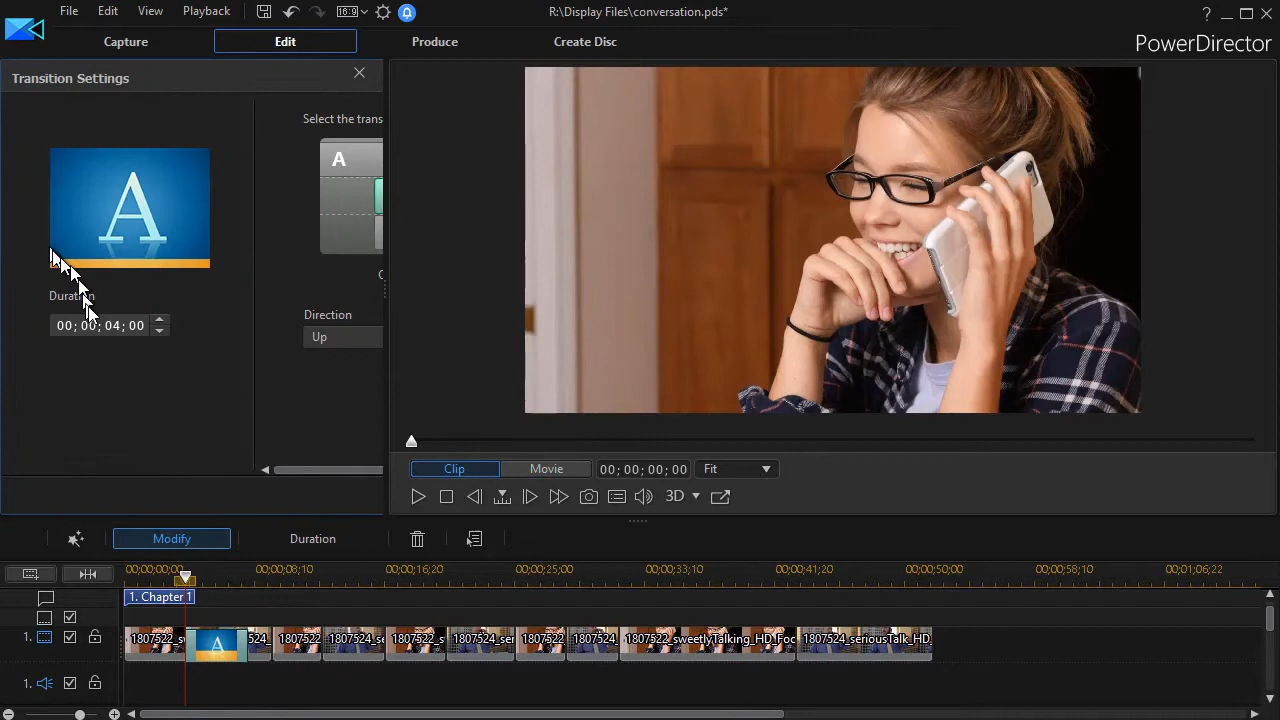 File Edit View Playback 16:9 R:\Display Files\conversation.pds* ?
Capture Edit Produce Create Disc PowerDirector
Transition Settings
Select the trans
A
A
Duration
00;00;04;00
Direction
Up
Clip Movie 00;00;00;00 Fit
3D
Modify Duration
00;00;00;00 00;00;08;10 00;00;16;20 00;00;25;00 00;00;33;10 00;00;41;20 00;00;50;00 00;00;58;10 00;01;06;22
1. Chapter 1
1. 1807522_sv A 524_ 1807522 1807524_se 1807522_s 1807524_ser 1807522 1807524_ 1807522_sweetlyTalking_HD_Foc 1807524_seriousTalk_HD_
1.